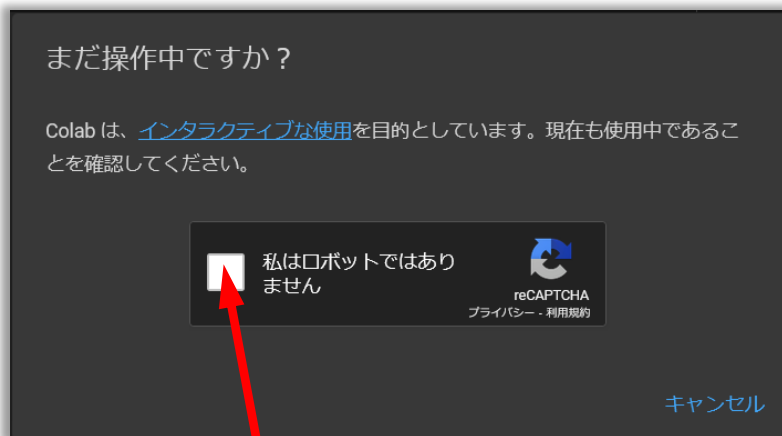 まだ操作中ですか？
Colab は、インタラクティブな使用を目的としています。現在も使用中であるこ
とを確認してください。
私はロボットではあり
ません
reCAPTCHA
プライバシー - 利用規約
キャンセル